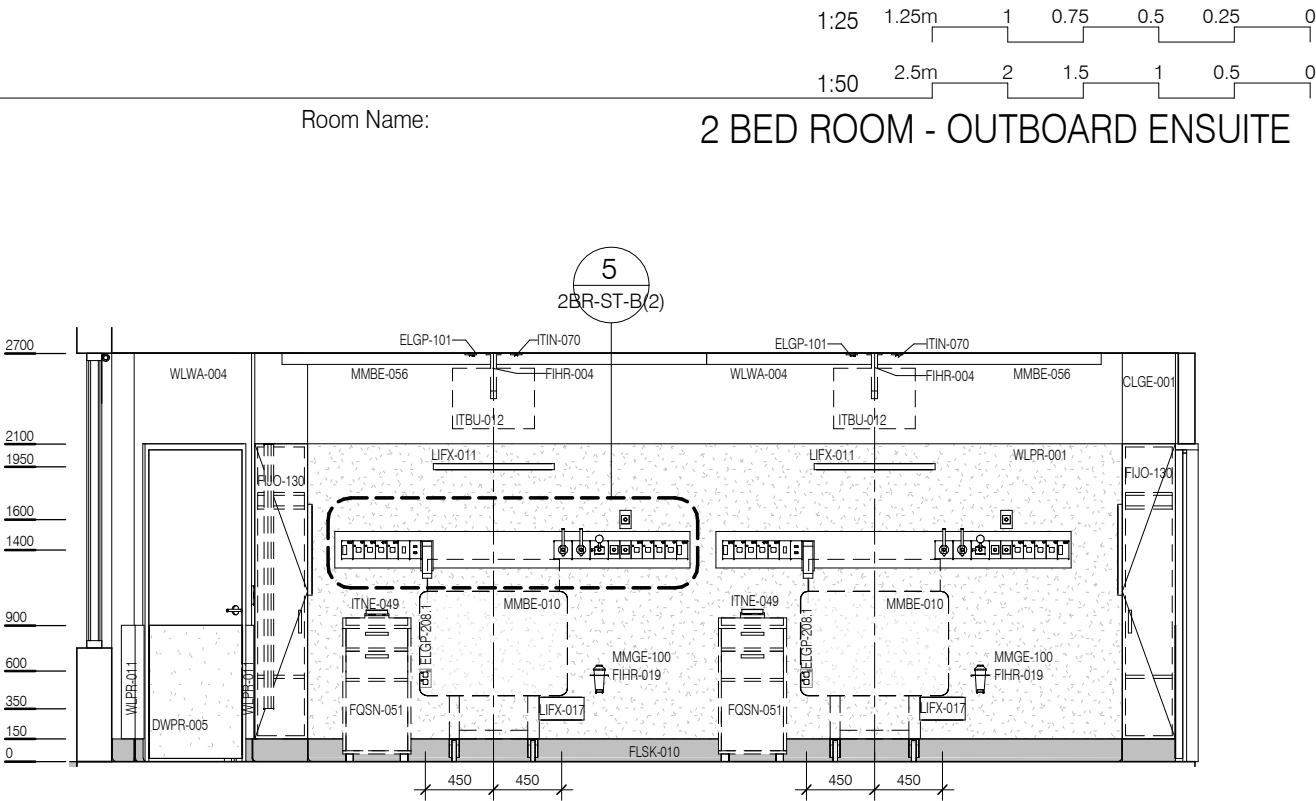 1:25 1.25m 1 0.75 0.5 0.25 0
1:50 2.5m 2 1.5 1 0.5 0
Room Name:
2 BED ROOM - OUTBOARD ENSUITE
5
2BR-ST-B(2)
2700
ELGP-101 ITIN-070 ELGP-101 ITIN-070
WLWA-004 MMBE-056 FIHR-004 WLWA-004 FIHR-004 MMBE-056 CLGE-001
ITBU-012 ITBU-012
2100
1950
LIFX-011 LIFX-011 WLPR-001
FIJO-130 FIJO-130
1600
1400
ITNE-049 MMBE-010 ITNE-049 MMBE-010
900
ELGP-208.1 ELGP-208.1
600
MMGE-100 MMGE-100
FIHR-019 FIHR-019
WLPR-011 WLPR-011
350
FQSN-051 LIFX-017 FQSN-051 LIFX-017
DWPR-005
150
0
FLSK-010
450 450 450 450